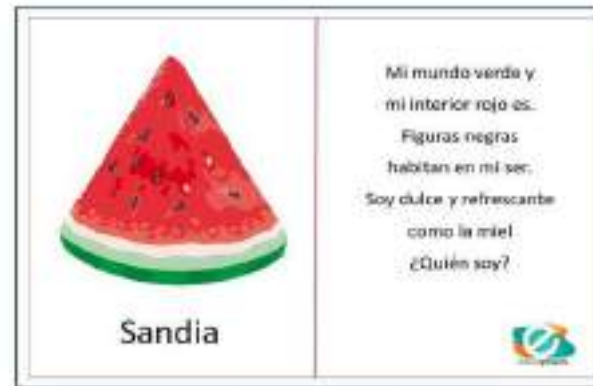 Sandia
Mi mundo verde y
mi interior rojo es.
Figuras negras
habitan en mi ser.
Soy dulce y refrescante
como la miel
¿Quién soy?